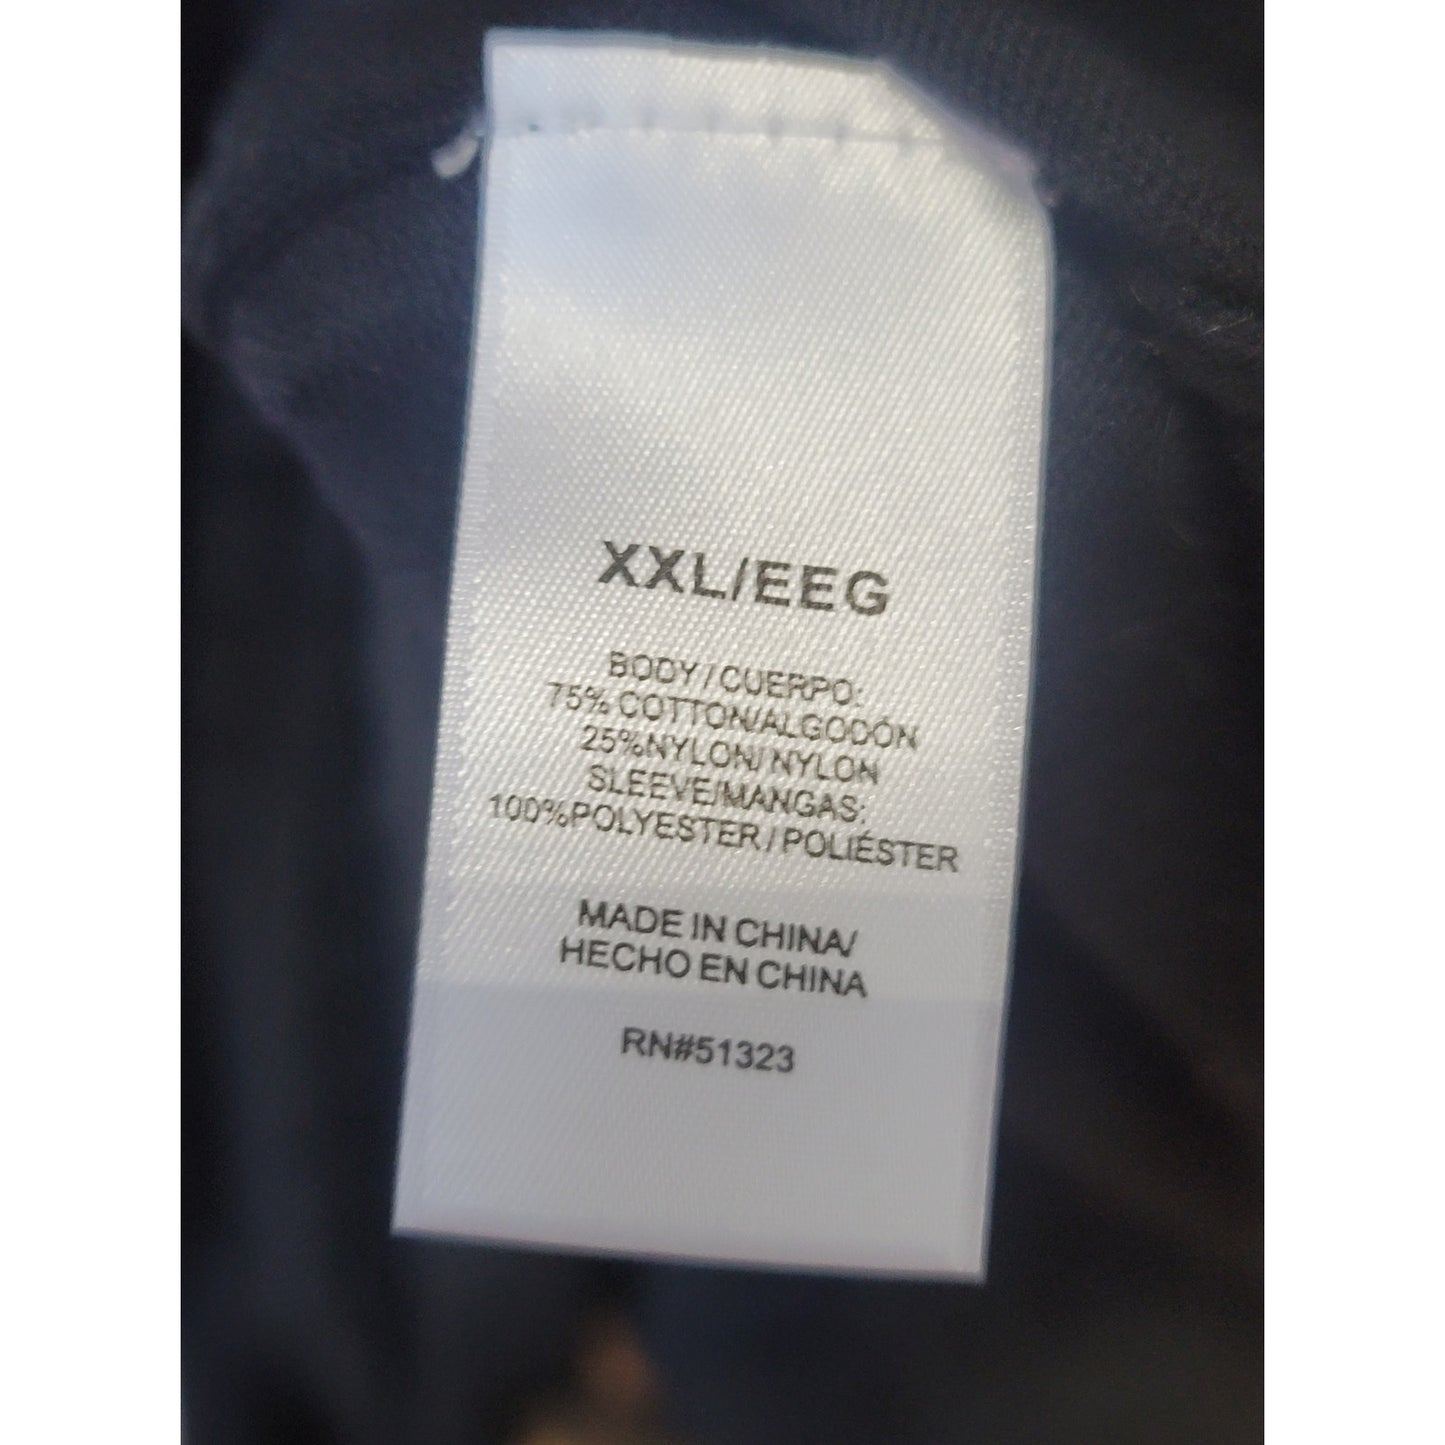 XXL/EEG
BODY/CUERPO:
75% COTTON/ALGODÓN
25%NYLON/NYLON
SLEEVE/MANGAS:
100%POLYESTER/POLIÉSTER
MADE IN CHINA/
HECHO EN CHINA
RN#51323